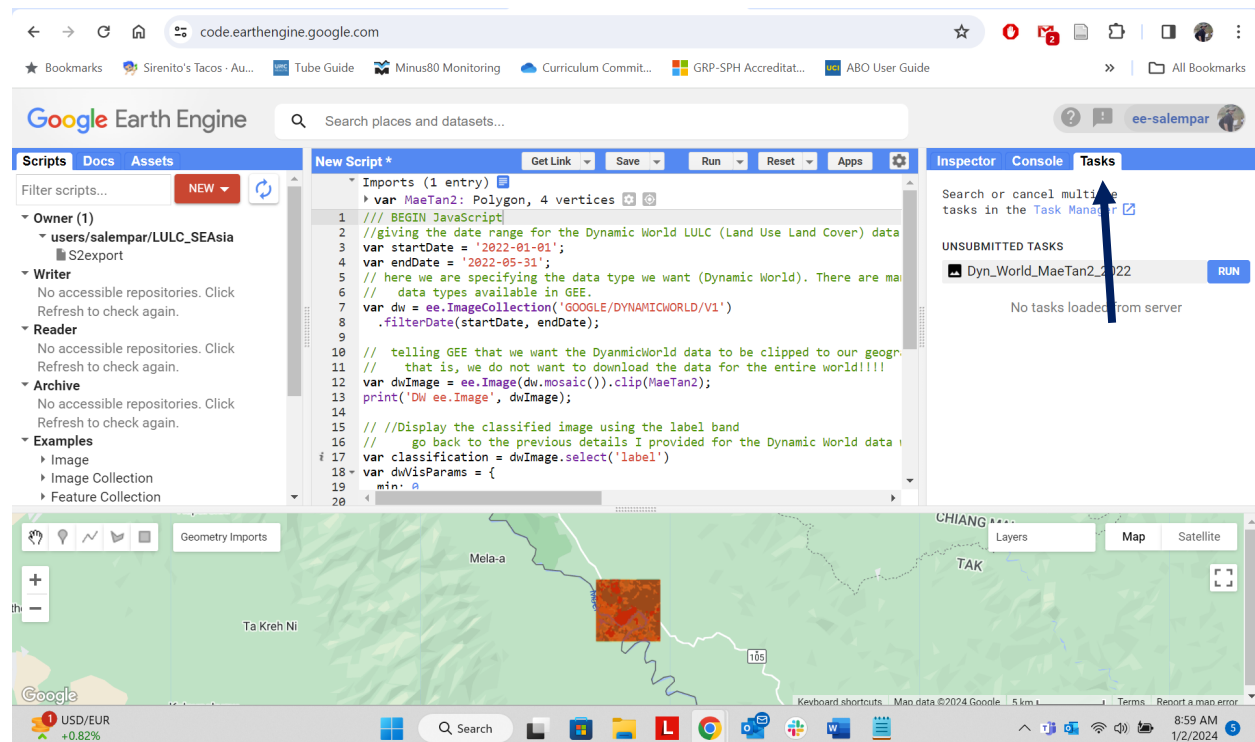 code.earthengine.google.com
2
Bookmarks Sirenito's Tacos - Au... Tube Guide Minus80 Monitoring Curriculum Commit... GRP-SPH Accreditat... UCI ABO User Guide » All Bookmarks
Google Earth Engine
Search places and datasets...
ee-salempar
Scripts Docs Assets
Filter scripts...
NEW
Owner (1)
users/salempar/LULC_SEAsia
S2export
Writer
No accessible repositories. Click
Refresh to check again.
Reader
No accessible repositories. Click
Refresh to check again.
Archive
No accessible repositories. Click
Refresh to check again.
Examples
Image
Image Collection
Feature Collection
New Script *
Get Link Save Run Reset Apps
Imports (1 entry)
var MaeTan2: Polygon, 4 vertices
1 /// BEGIN JavaScript
2 //giving the date range for the Dynamic World LULC (Land Use Land Cover) data
3 var startDate = '2022-01-01';
4 var endDate = '2022-05-31';
5 // here we are specifying the data type we want (Dynamic World). There are ma
6 // data types available in GEE.
7 var dw = ee.ImageCollection('GOOGLE/DYNAMICWORLD/V1')
8 .filterDate(startDate, endDate);
9
10 // telling GEE that we want the DyanmicWorld data to be clipped to our geogr
11 // that is, we do not want to download the data for the entire world!!!!
12 var dwImage = ee.Image(dw.mosaic()).clip(MaeTan2);
13 print('DW ee.Image', dwImage);
14
15 // //Display the classified image using the label band
16 // go back to the previous details I provided for the Dynamic World data
i 17 var classification = dwImage.select('label')
18 var dwVisParams = {
19 min: 0
20
Inspector Console Tasks
Search or cancel multiple
tasks in the Task Manager
UNSUBMITTED TASKS
Dyn_World_MaeTan2_2022
RUN
No tasks loaded from server
Geometry Imports
Mela-a
Ta Kreh Ni
105
CHIANG
TAK
Layers
Map Satellite
Google
Keyboard shortcuts Map data ©2024 Google 5 km Terms Report a map error
1
USD/EUR
+0.82%
Search
8:59 AM
1/2/2024
5